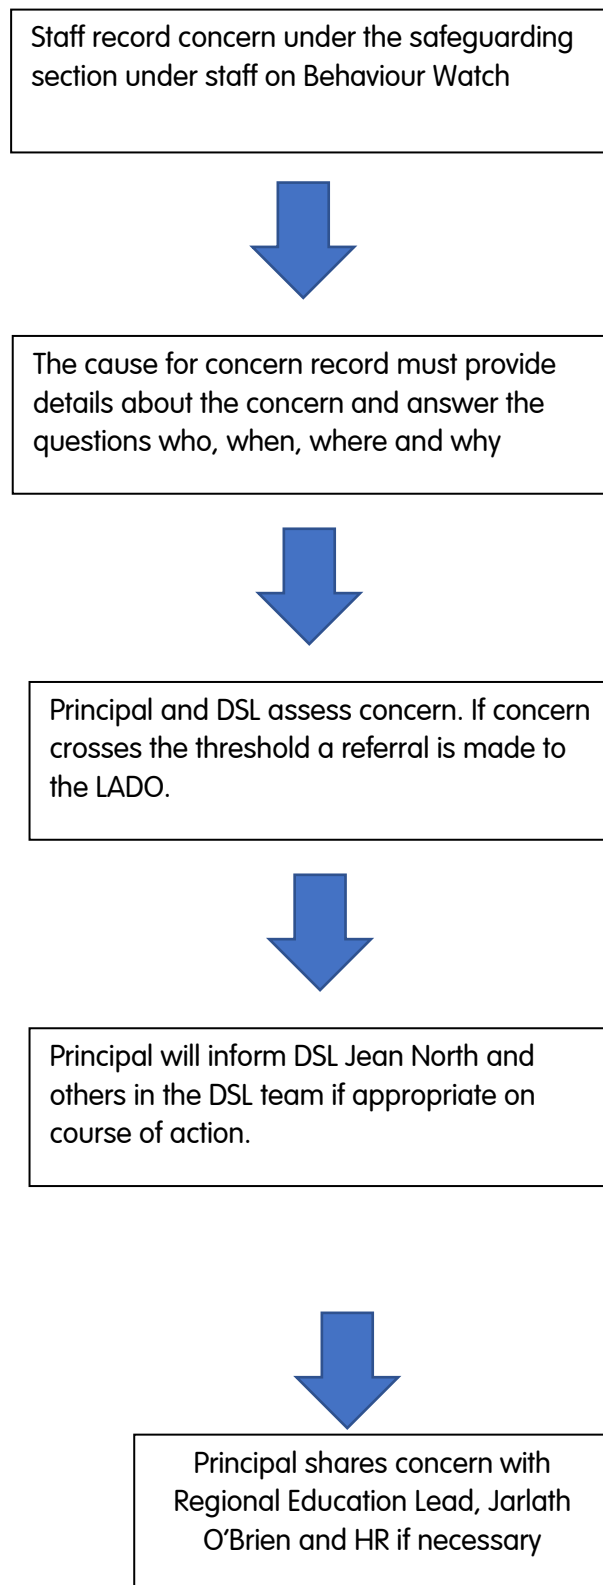 Staff record concern under the safeguarding
section under staff on Behaviour Watch
The cause for concern record must provide
details about the concern and answer the
questions who, when, where and why
Principal and DSL assess concern. If concern
crosses the threshold a referral is made to
the LADO.
Principal will inform DSL Jean North and
others in the DSL team if appropriate on
course of action.
Principal shares concern with
Regional Education Lead, Jarlath
O'Brien and HR if necessary